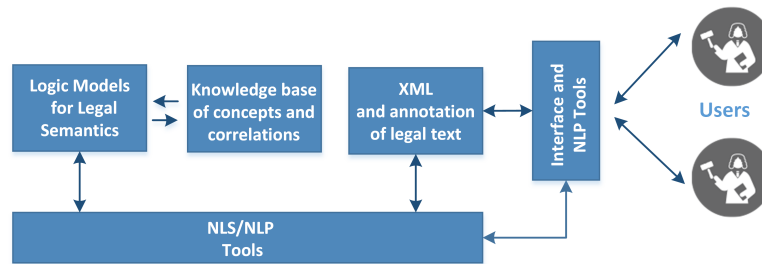 Logic Models
for Legal
Semantics
Knowledge base
of concepts and
correlations
XML
and annotation
of legal text
Interface and
NLP Tools
Users
NLS/NLP
Tools